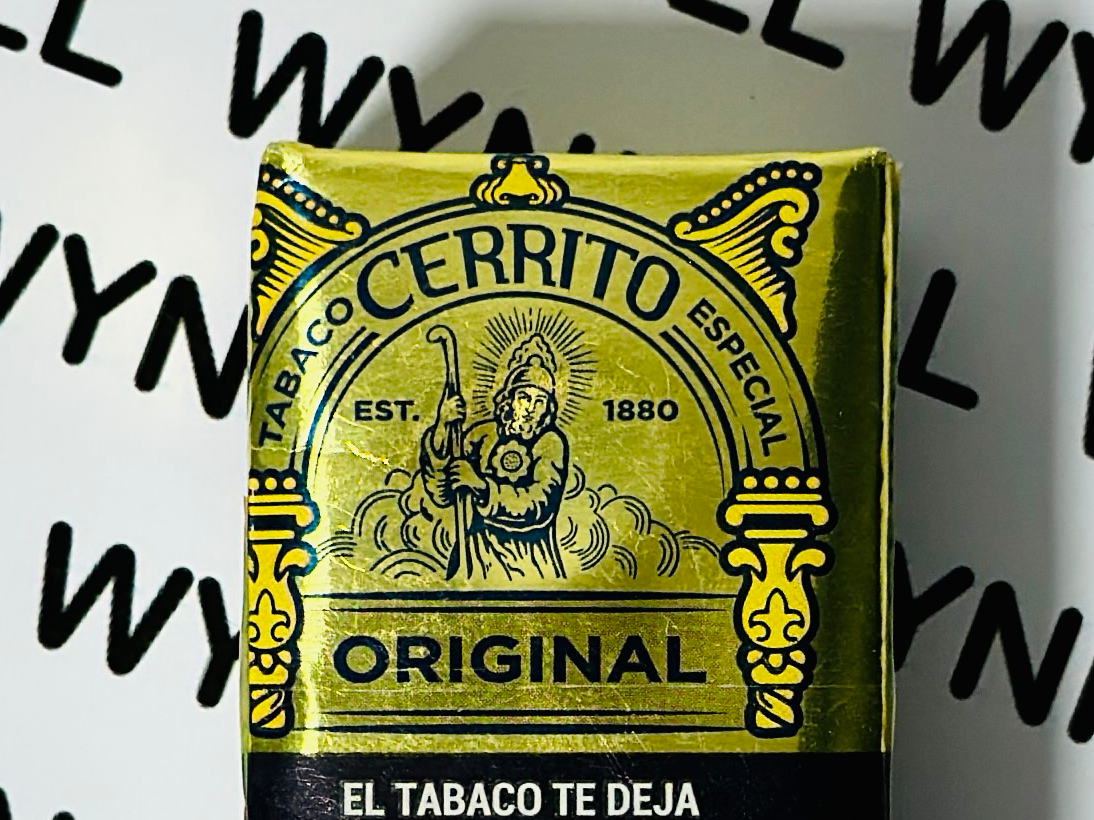 CERRITO
TABACO
ESPECIAL
EST. 1880
ORIGINAL
EL TABACO TE DEJA